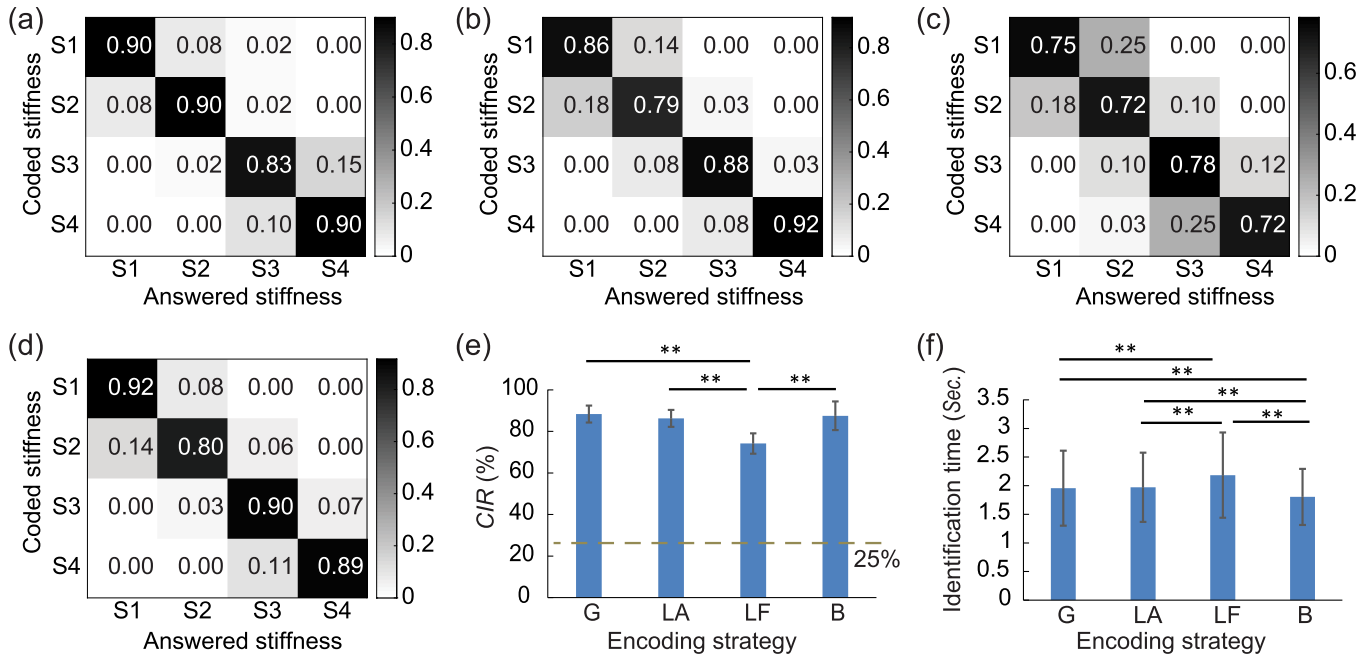 (a)
S1 0.90 0.08 0.02 0.00
S2 0.08 0.90 0.02 0.00
S3 0.00 0.02 0.83 0.15
S4 0.00 0.00 0.10 0.90
S1 S2 S3 S4
Answered stiffness
Coded stiffness
0.8
0.6
0.4
0.2
0
(b)
S1 0.86 0.14 0.00 0.00
S2 0.18 0.79 0.03 0.00
S3 0.00 0.08 0.88 0.03
S4 0.00 0.00 0.08 0.92
S1 S2 S3 S4
Answered stiffness
Coded stiffness
0.8
0.6
0.4
0.2
0
(c)
S1 0.75 0.25 0.00 0.00
S2 0.18 0.72 0.10 0.00
S3 0.00 0.10 0.78 0.12
S4 0.00 0.03 0.25 0.72
S1 S2 S3 S4
Answered stiffness
Coded stiffness
0.6
0.4
0.2
0
(d)
S1 0.92 0.08 0.00 0.00
S2 0.14 0.80 0.06 0.00
S3 0.00 0.03 0.90 0.07
S4 0.00 0.00 0.11 0.89
S1 S2 S3 S4
Answered stiffness
Coded stiffness
0.8
0.6
0.4
0.2
0
(e)
**
** **
100
80
60
40
20
0
CIR (%)
25%
G LA LF B
Encoding strategy
(f)
**
**
**
** **
3.5
3
2.5
2
1.5
1
0.5
0
Identification time (Sec.)
G LA LF B
Encoding strategy